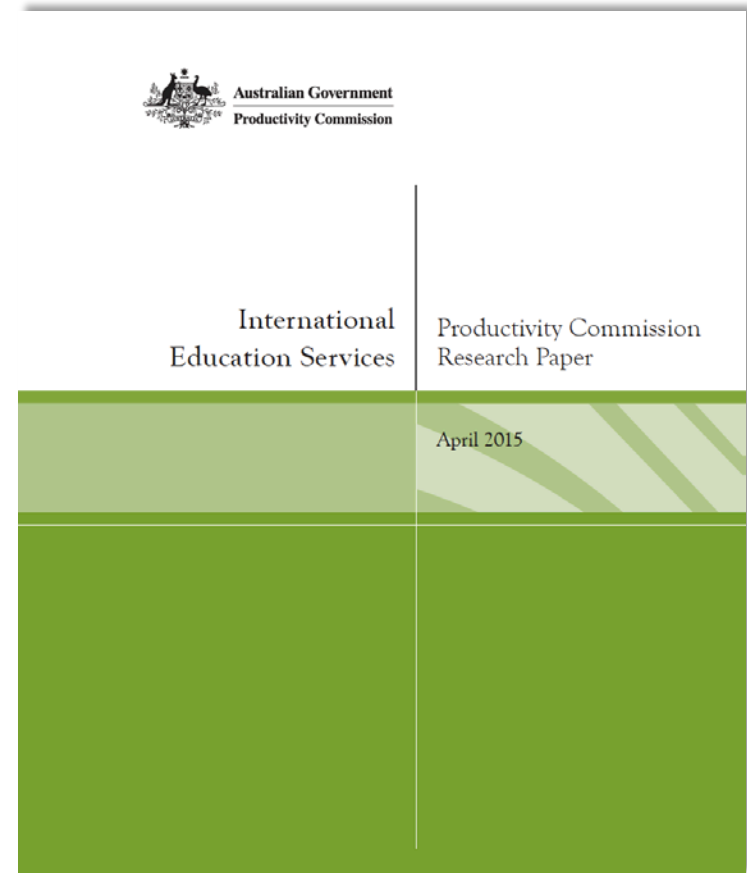 Australian Government
Productivity Commission
International
Education Services
Productivity Commission
Research Paper
April 2015